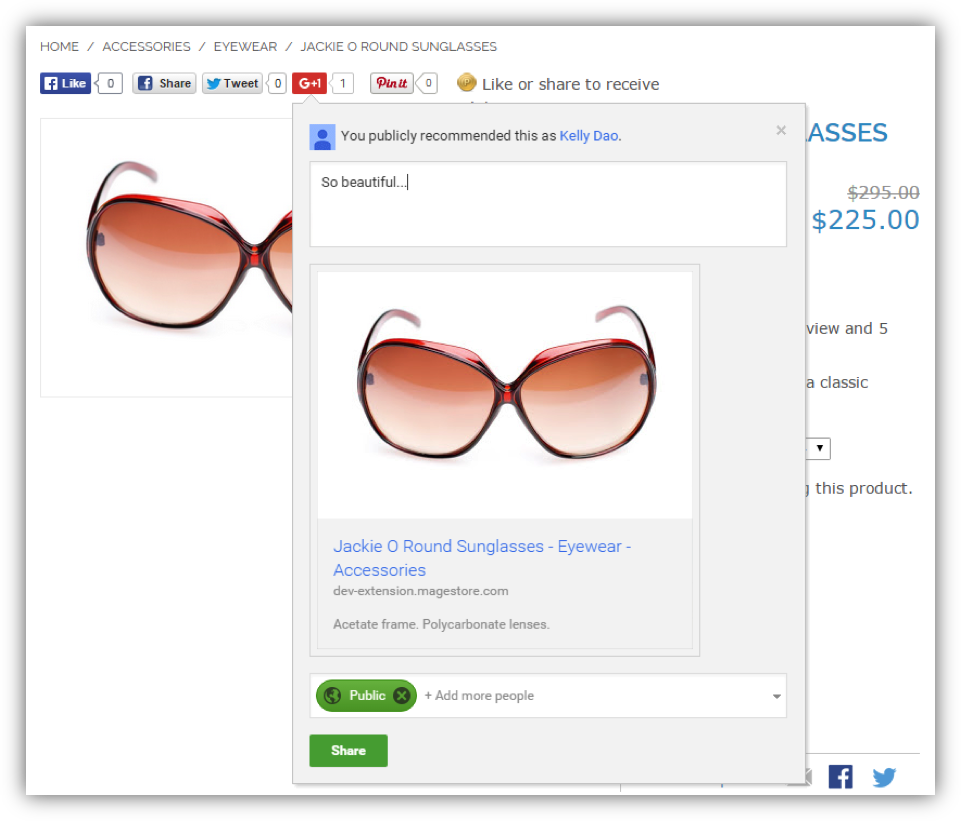 HOME / ACCESSORIES / EYEWEAR / JACKIE O ROUND SUNGLASSES
Like 0 Share Tweet 0 G+1 1 Pin it 0 Like or share to receive
You publicly recommended this as Kelly Dao. ×
LASSES
So beautiful...
$295.00
$225.00
view and 5
a classic
this product.
Jackie O Round Sunglasses - Eyewear -
Accessories
dev-extension.magestore.com
Acetate frame. Polycarbonate lenses.
Public + Add more people
Share